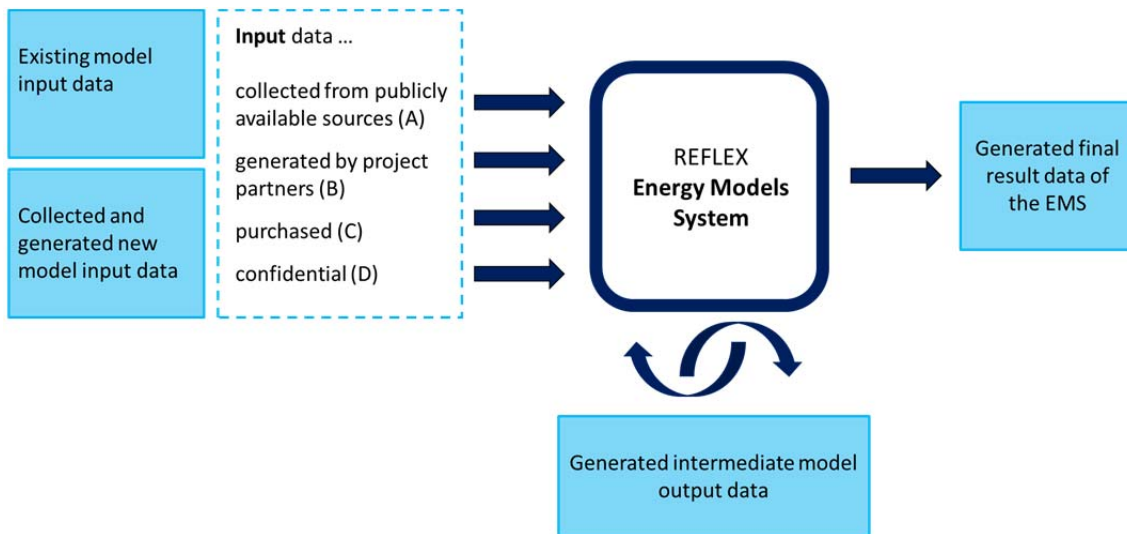 Existing model
input data
Collected and
generated new
model input data
Input data ...
collected from publicly
available sources (A)
generated by project
partners (B)
purchased (C)
confidential (D)
REFLEX
Energy Models
System
Generated final
result data of
the EMS
Generated intermediate model
output data